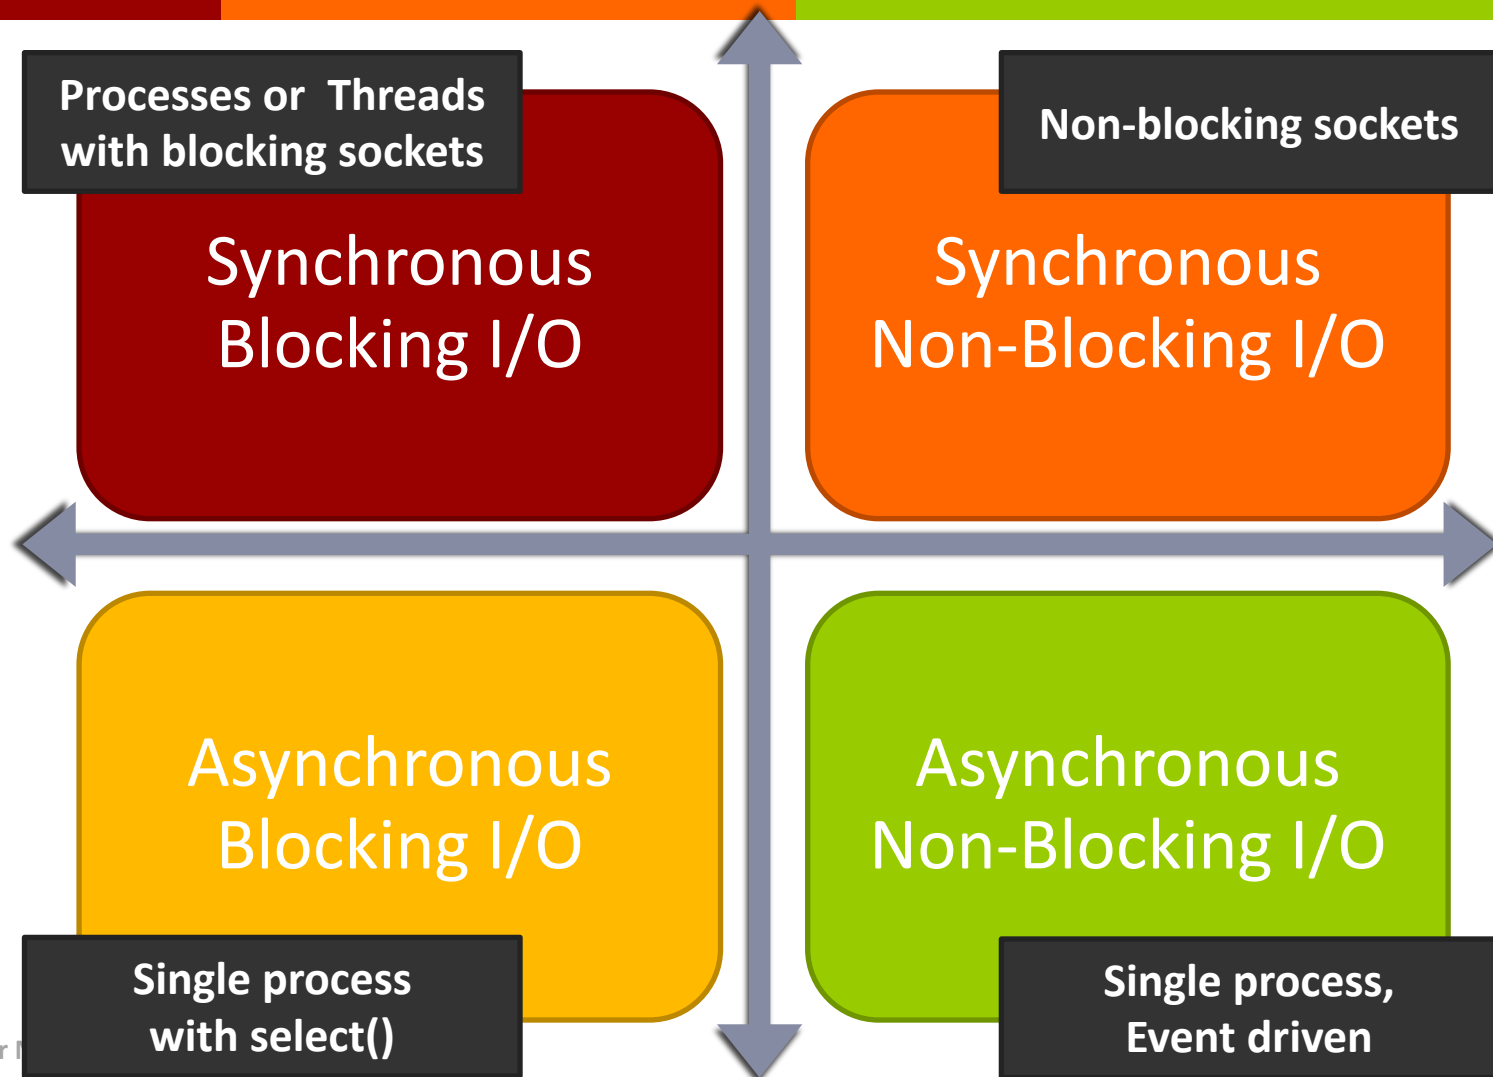 Processes or Threads
with blocking sockets
Non-blocking sockets
Synchronous
Blocking I/O
Synchronous
Non-Blocking I/O
Asynchronous
Blocking I/O
Asynchronous
Non-Blocking I/O
Single process
with select()
Single process,
Event driven